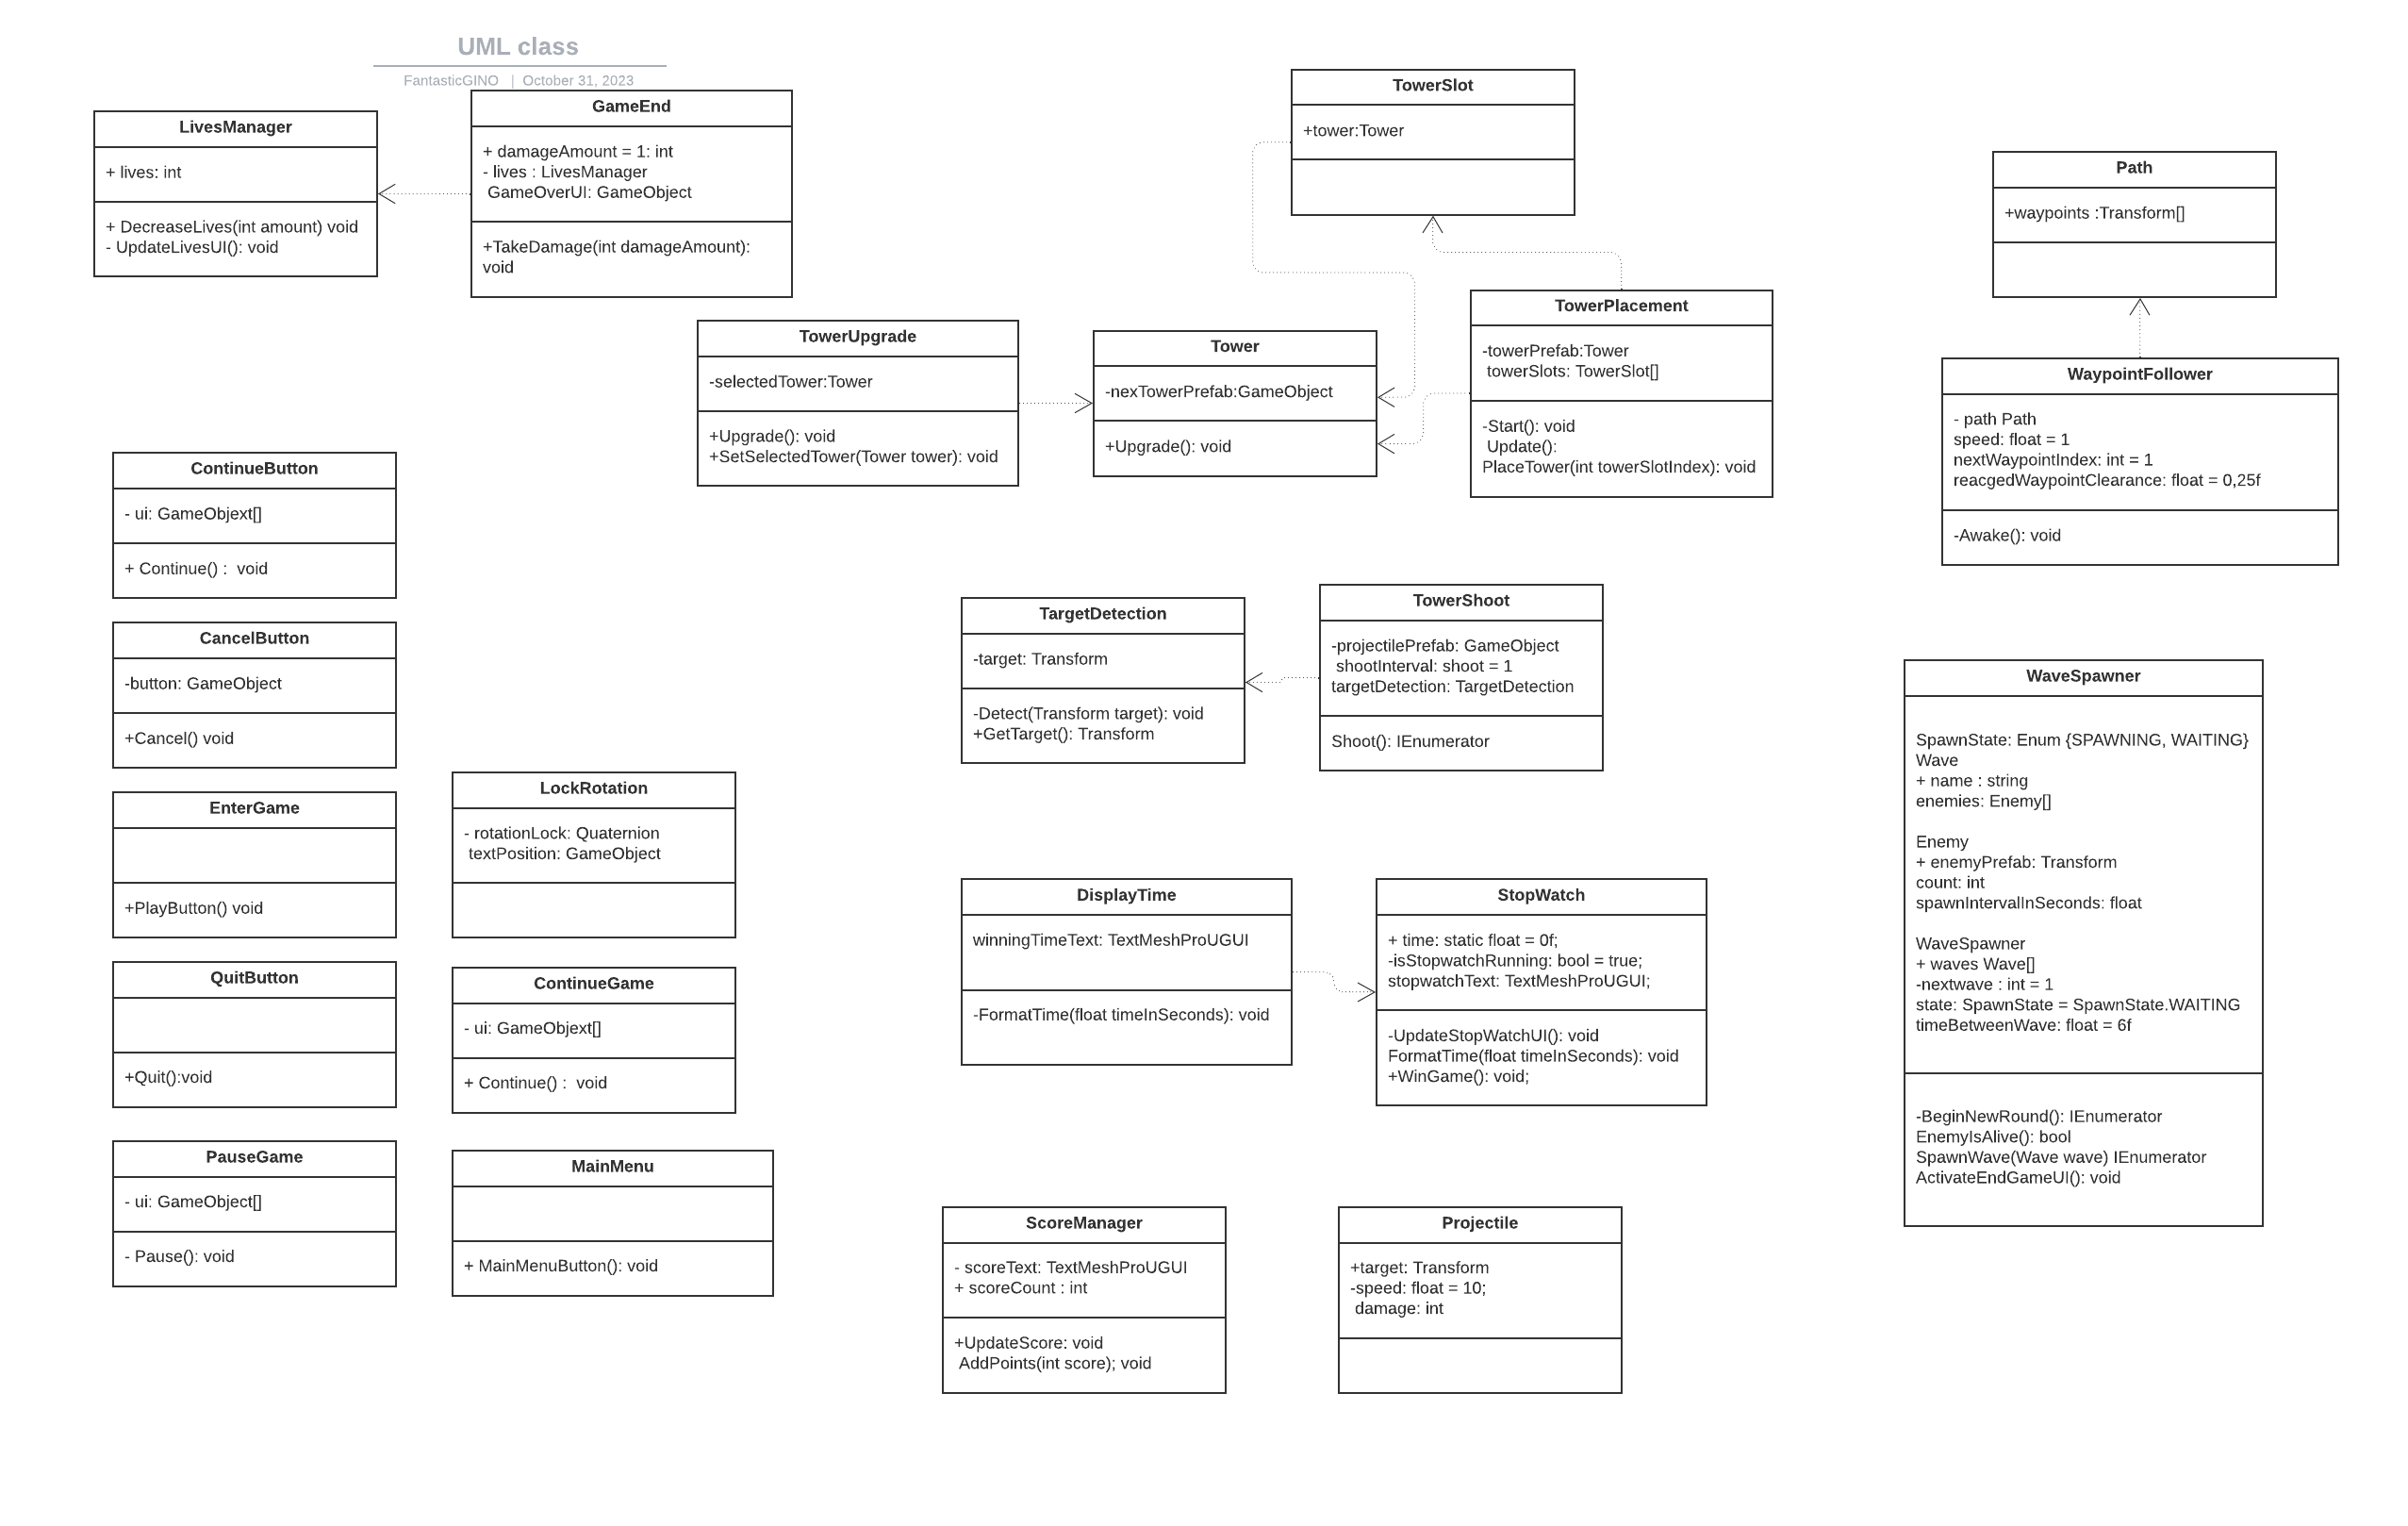 UML class
FantasticGINO | October 31, 2023
LivesManager
+ lives: int
+ DecreaseLives(int amount) void
- UpdateLivesUI(): void
GameEnd
+ damageAmount = 1: int
- lives : LivesManager
GameOverUI: GameObject
+TakeDamage(int damageAmount):
void
TowerSlot
+tower:Tower
Path
+waypoints :Transform[]
TowerUpgrade
-selectedTower:Tower
+Upgrade(): void
+SetSelectedTower(Tower tower): void
Tower
-nexTowerPrefab:GameObject
+Upgrade(): void
TowerPlacement
-towerPrefab:Tower
towerSlots: TowerSlot[]
-Start(): void
Update():
PlaceTower(int towerSlotIndex): void
WaypointFollower
- path Path
speed: float = 1
nextWaypointIndex: int = 1
reacgedWaypointClearance: float = 0,25f
-Awake(): void
ContinueButton
- ui: GameObjext[]
+ Continue() :  void
CancelButton
-button: GameObject
+Cancel() void
EnterGame
+PlayButton() void
QuitButton
+Quit():void
PauseGame
- ui: GameObject[]
- Pause(): void
LockRotation
- rotationLock: Quaternion
textPosition: GameObject
ContinueGame
- ui: GameObjext[]
+ Continue() :  void
MainMenu
+ MainMenuButton(): void
TargetDetection
-target: Transform
-Detect(Transform target): void
+GetTarget(): Transform
TowerShoot
-projectilePrefab: GameObject
shootInterval: shoot = 1
targetDetection: TargetDetection
Shoot(): IEnumerator
DisplayTime
winningTimeText: TextMeshProUGUI
-FormatTime(float timeInSeconds): void
StopWatch
+ time: static float = 0f;
-isStopwatchRunning: bool = true;
stopwatchText: TextMeshProUGUI;
-UpdateStopWatchUI(): void
FormatTime(float timeInSeconds): void
+WinGame(): void;
ScoreManager
- scoreText: TextMeshProUGUI
+ scoreCount : int
+UpdateScore: void
AddPoints(int score); void
Projectile
+target: Transform
-speed: float = 10;
damage: int
WaveSpawner
SpawnState: Enum {SPAWNING, WAITING}
Wave
+ name : string
enemies: Enemy[]
Enemy
+ enemyPrefab: Transform
count: int
spawnIntervalInSeconds: float
WaveSpawner
+ waves Wave[]
-nextwave : int = 1
state: SpawnState = SpawnState.WAITING
timeBetweenWave: float = 6f
-BeginNewRound(): IEnumerator
EnemyIsAlive(): bool
SpawnWave(Wave wave) IEnumerator
ActivateEndGameUI(): void